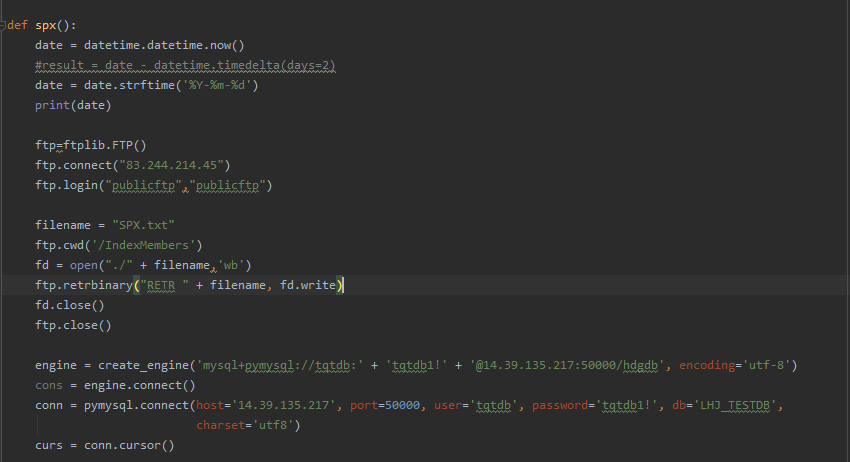 def spx():
    date = datetime.datetime.now()
    #result = date - datetime.timedelta(days=2)
    date = date.strftime('%Y-%m-%d')
    print(date)

    ftp=ftplib.FTP()
    ftp.connect("83.244.214.45")
    ftp.login("publicftp","publicftp")

    filename = "SPX.txt"
    ftp.cwd('/IndexMembers')
    fd = open("./" + filename,'wb')
    ftp.retrbinary("RETR " + filename, fd.write)
    fd.close()
    ftp.close()

    engine = create_engine('mysql+pymysql://tqtdb:' + 'tqtdb1!' + '@14.39.135.217:50000/hdgdb', encoding='utf-8')
    cons = engine.connect()
    conn = pymysql.connect(host='14.39.135.217', port=50000, user='tqtdb', password='tqtdb1!', db='LHJ_TESTDB',
                           charset='utf8')
    curs = conn.cursor()